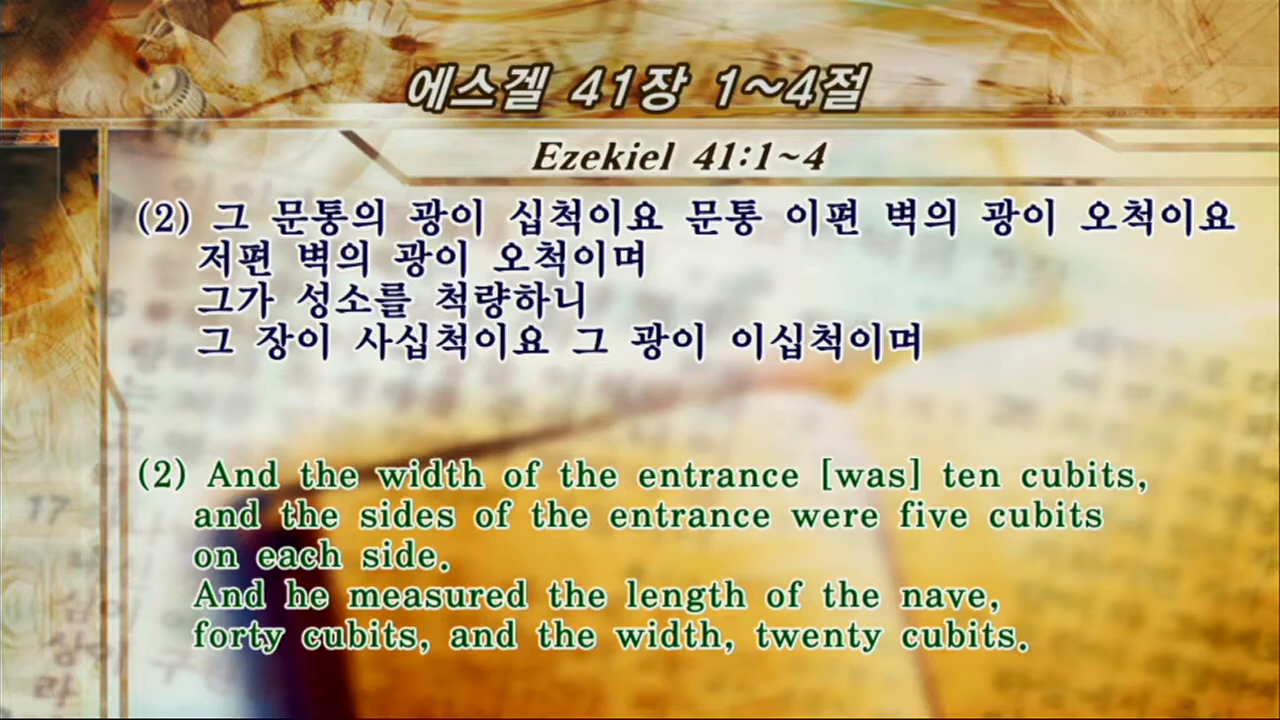 에스겔 41장 1~4절
Ezekiel 41:1~4
(2) 그 문통의 광이 십척이요 문통 이편 벽의 광이 오척이요
저편 벽의 광이 오척이며
그가 성소를 척량하니
그 장이 사십척이요 그 광이 이십척이며
(2) And the width of the entrance [was] ten cubits,
and the sides of the entrance were five cubits
on each side.
And he measured the length of the nave,
forty cubits, and the width, twenty cubits.
17